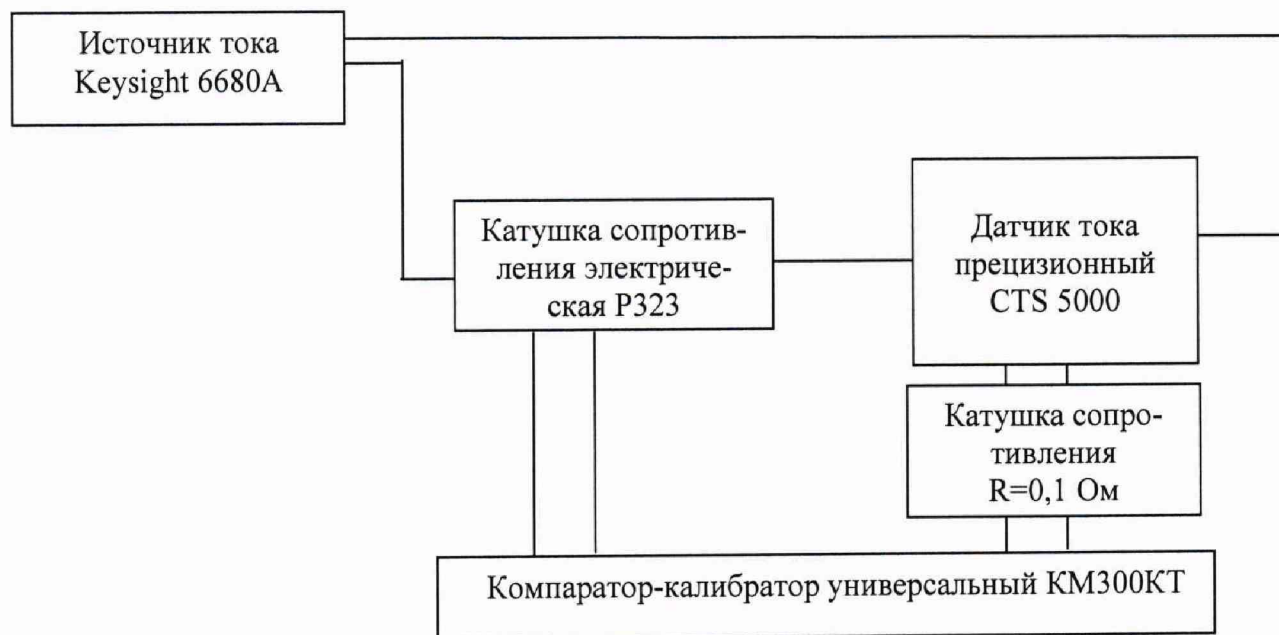 Источник тока
Keysight 6680A
Катушка сопротив-
ления электриче-
ская Р323
Датчик тока
прецизионный
CTS 5000
Катушка сопро-
тивления
R=0,1 Ом
Компаратор-калибратор универсальный КМ300КТ